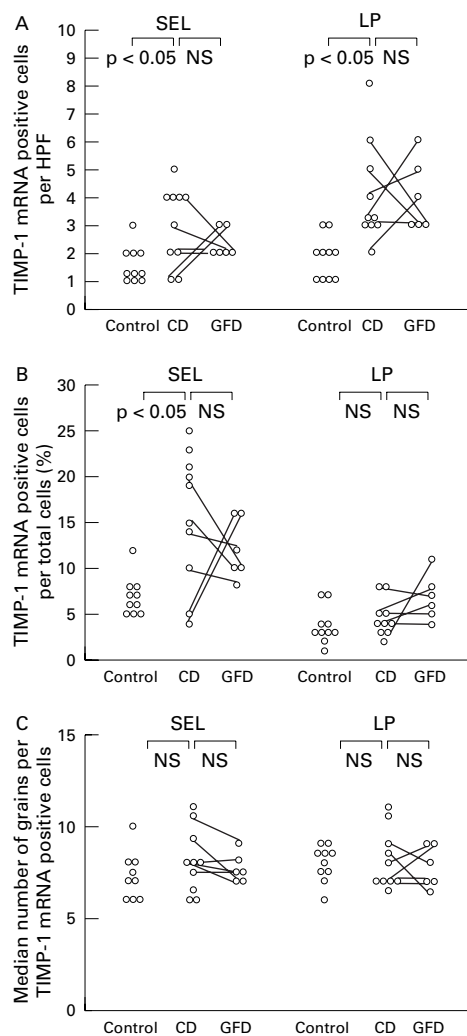 A
SEL
LP
p < 0.05
NS
p < 0.05
NS
TIMP-1 mRNA positive cells
per HPF
10
9
8
7
6
5
4
3
2
1
0
Control
CD
GFD
Control
CD
GFD
B
SEL
LP
p < 0.05
NS
NS
NS
TIMP-1 mRNA positive cells
per total cells (%)
30
25
20
15
10
5
0
Control
CD
GFD
Control
CD
GFD
C
SEL
LP
NS
NS
NS
NS
Median number of grains per
TIMP-1 mRNA positive cells
15
10
5
0
Control
CD
GFD
Control
CD
GFD